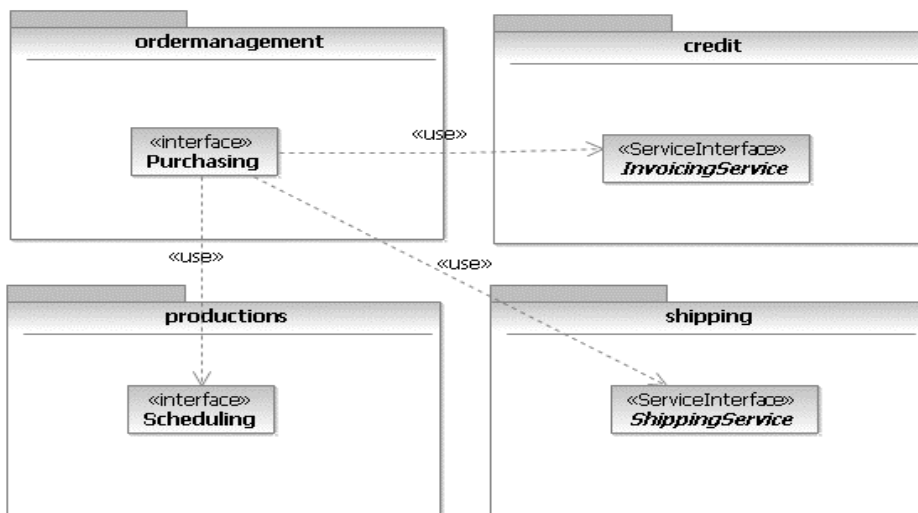 ordermanagement
credit
«interface»
Purchasing
«use»
«ServiceInterface»
InvoicingService
«use»
«use»
productions
shipping
«interface»
Scheduling
«ServiceInterface»
ShippingService